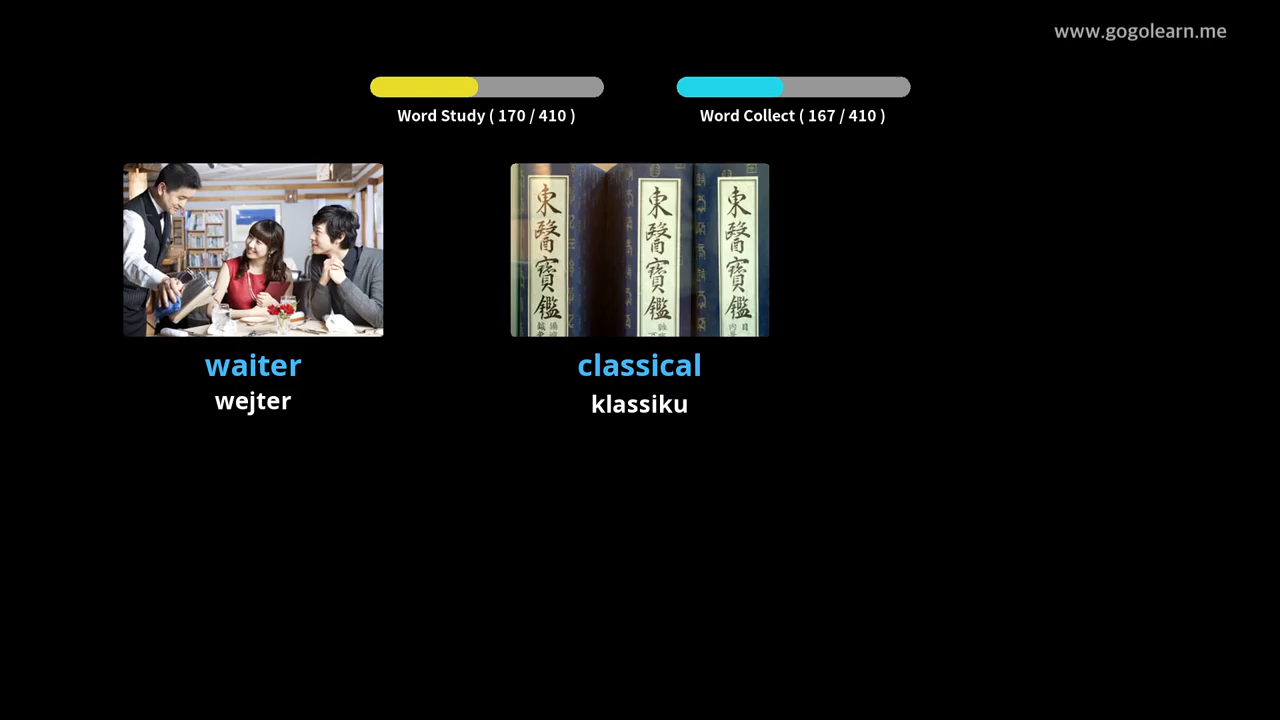 www.gogolearn.me
Word Study ( 170 / 410 )
Word Collect ( 167 / 410 )
東醫寶鑑
東醫寶鑑
東醫寶鑑
waiter
wejter
classical
klassiku